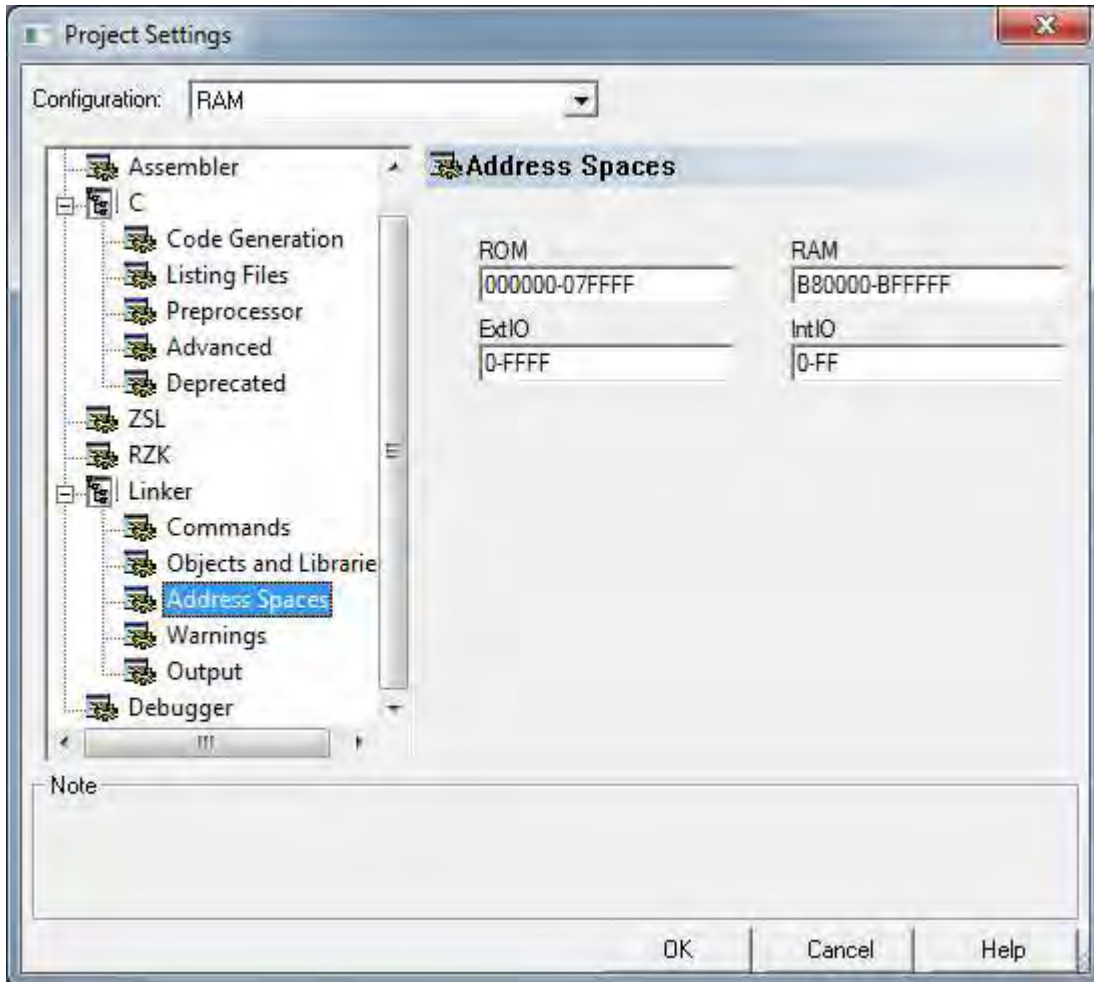 Project Settings
Configuration: RAM
Assembler
C
Code Generation
Listing Files
Preprocessor
Advanced
Deprecated
ZSL
RZK
Linker
Commands
Objects and Librarie
Address Spaces
Warnings
Output
Debugger
Address Spaces
ROM RAM
000000-07FFFF B80000-BFFFFF
ExtIO IntIO
0-FFFF 0-FF
Note
OK Cancel Help